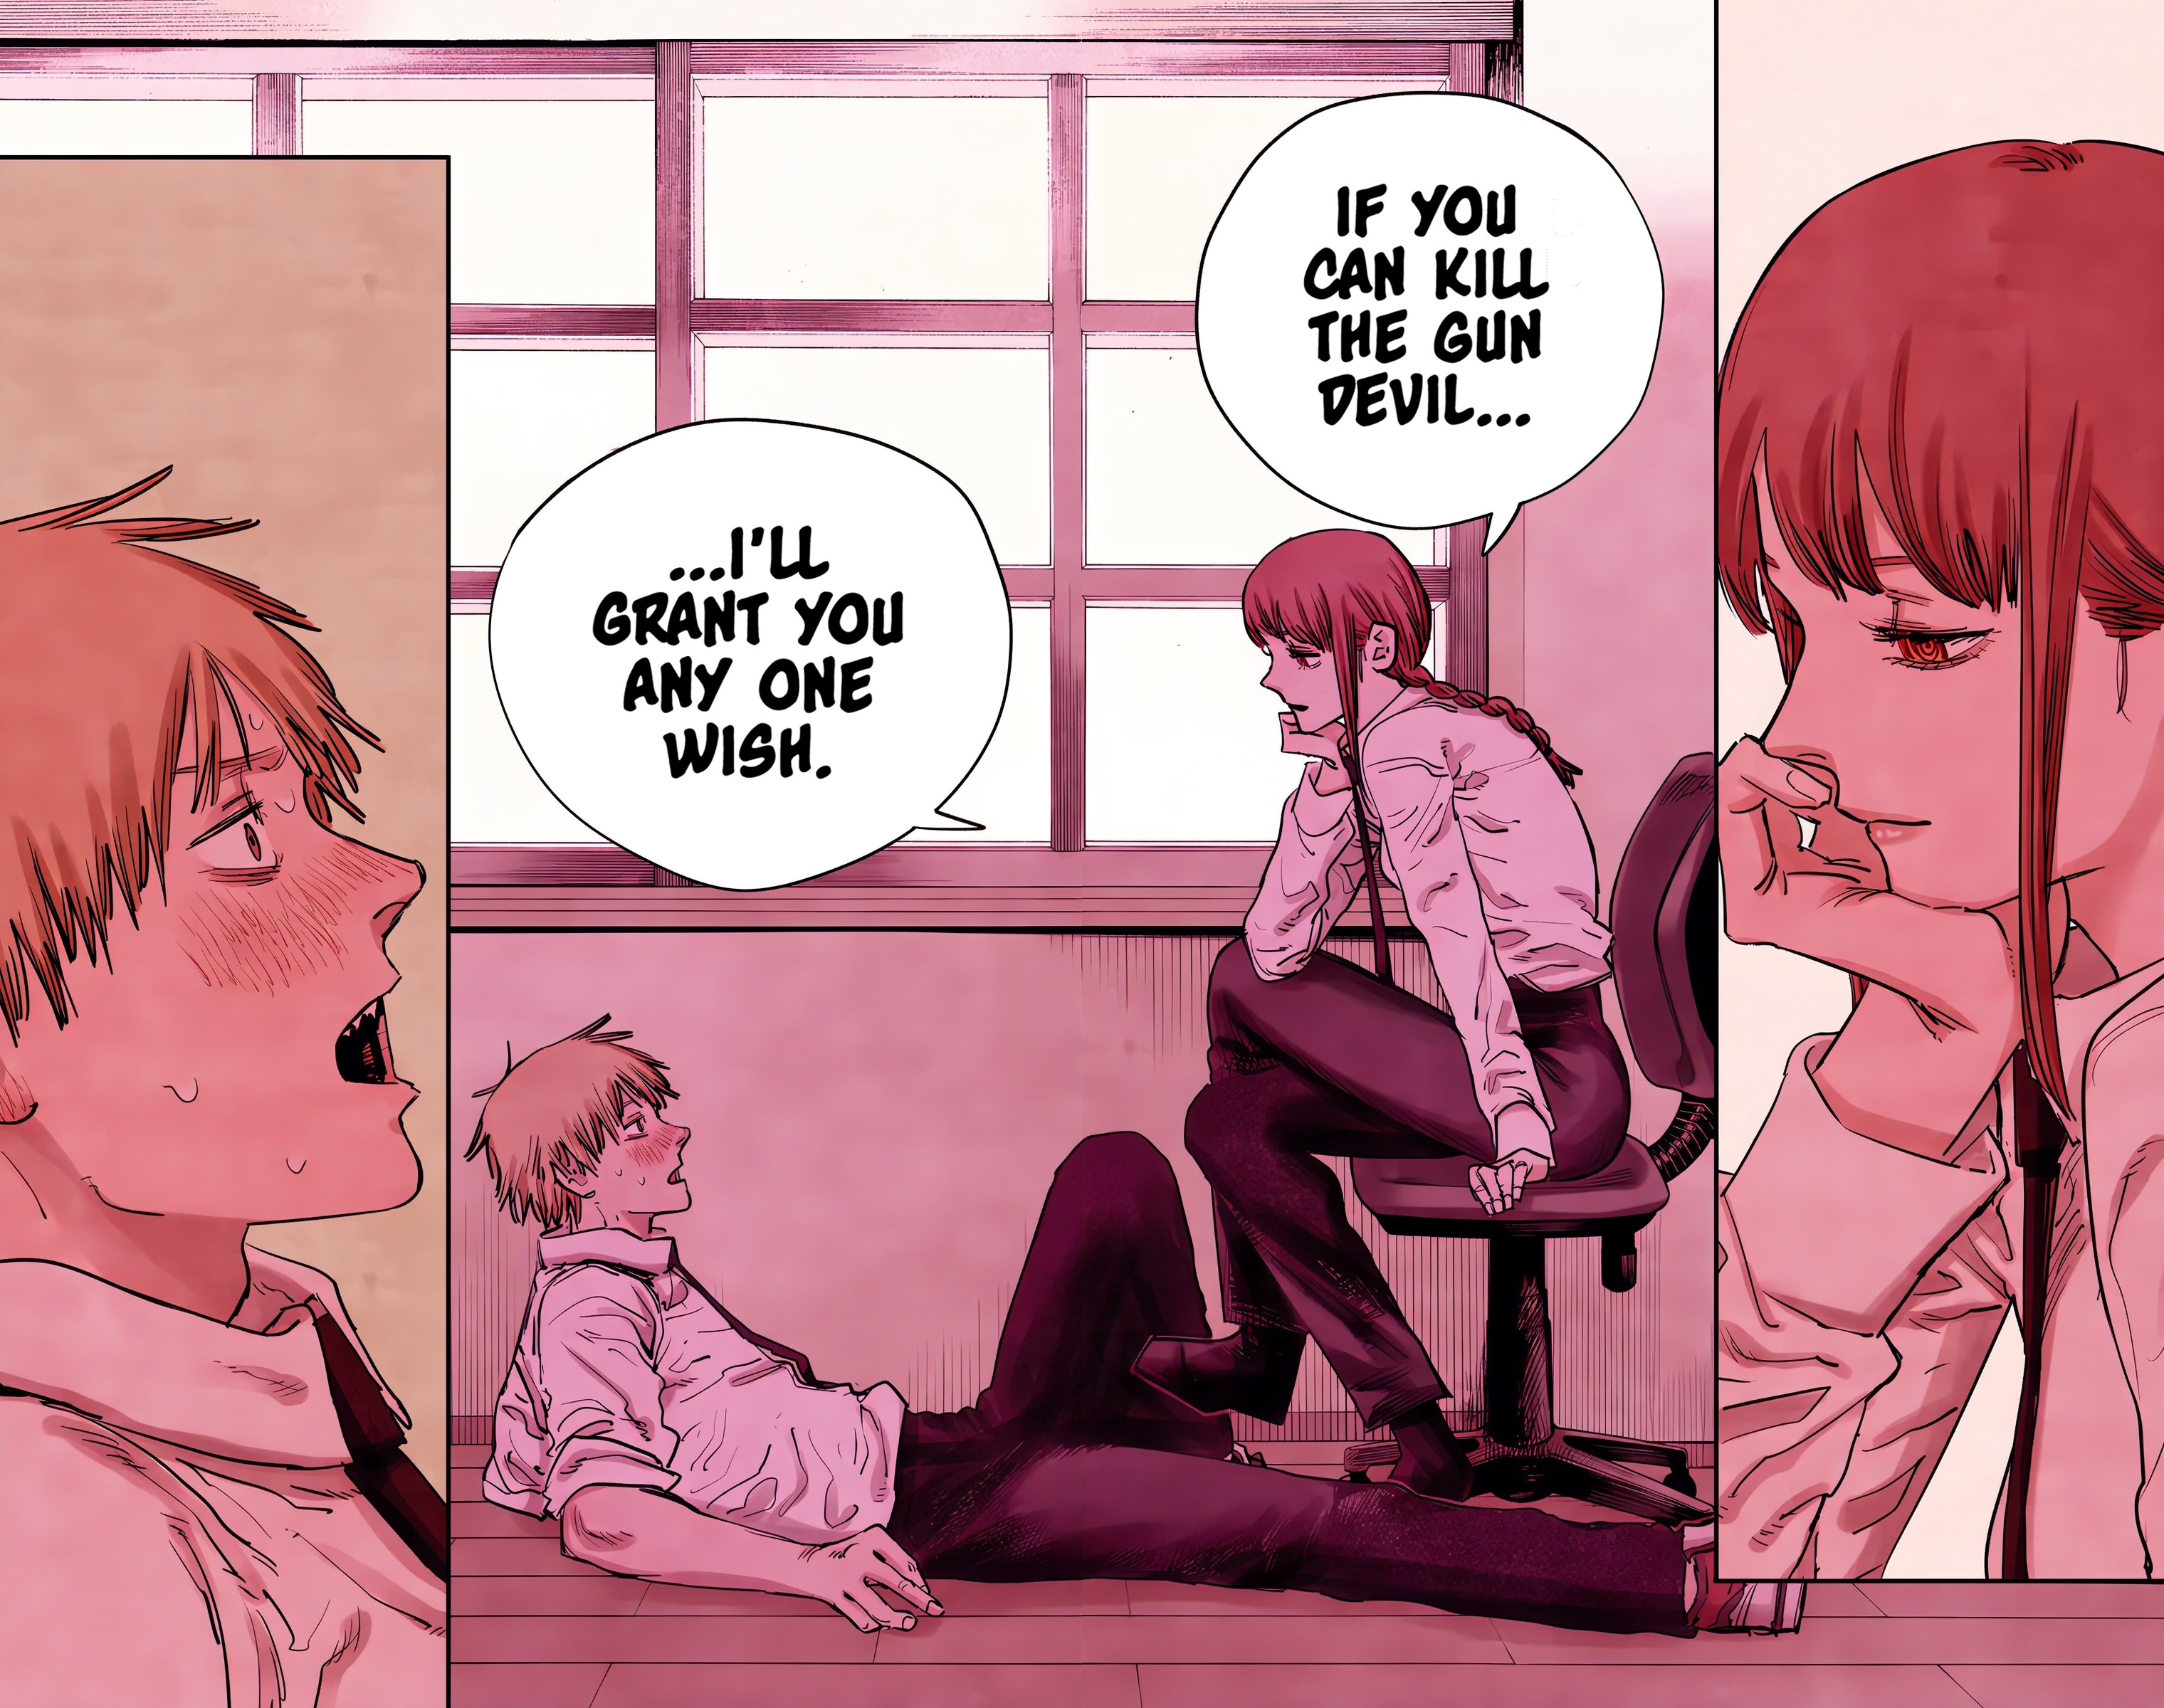 IF YOU
CAN KILL
THE GUN
DEVIL...
...I'LL
GRANT YOU
ANY ONE
WISH.